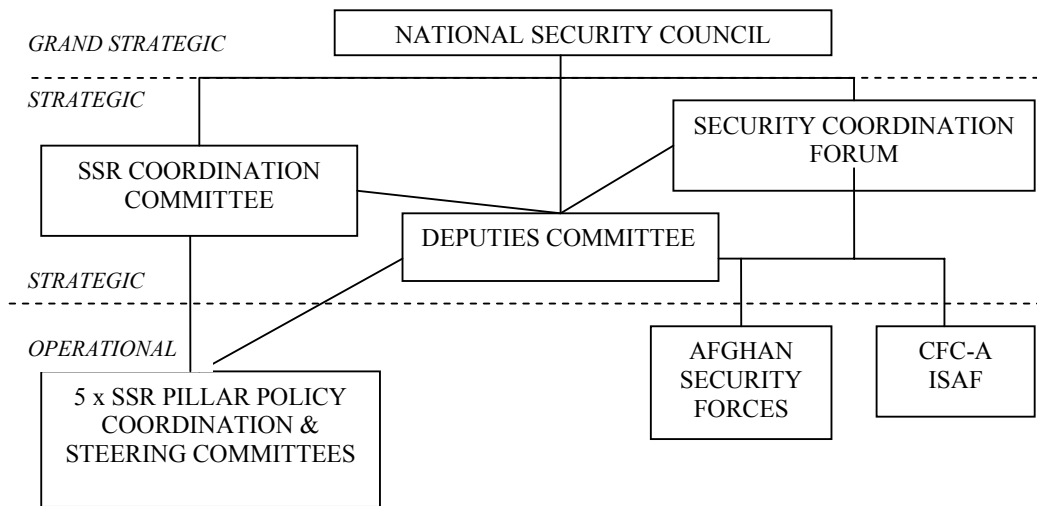 NATIONAL SECURITY COUNCIL
GRAND STRATEGIC
STRATEGIC
SECURITY COORDINATION
FORUM
SSR COORDINATION
COMMITTEE
DEPUTIES COMMITTEE
STRATEGIC
OPERATIONAL
AFGHAN
SECURITY
FORCES
CFC-A
ISAF
5 x SSR PILLAR POLICY
COORDINATION &
STEERING COMMITTEES